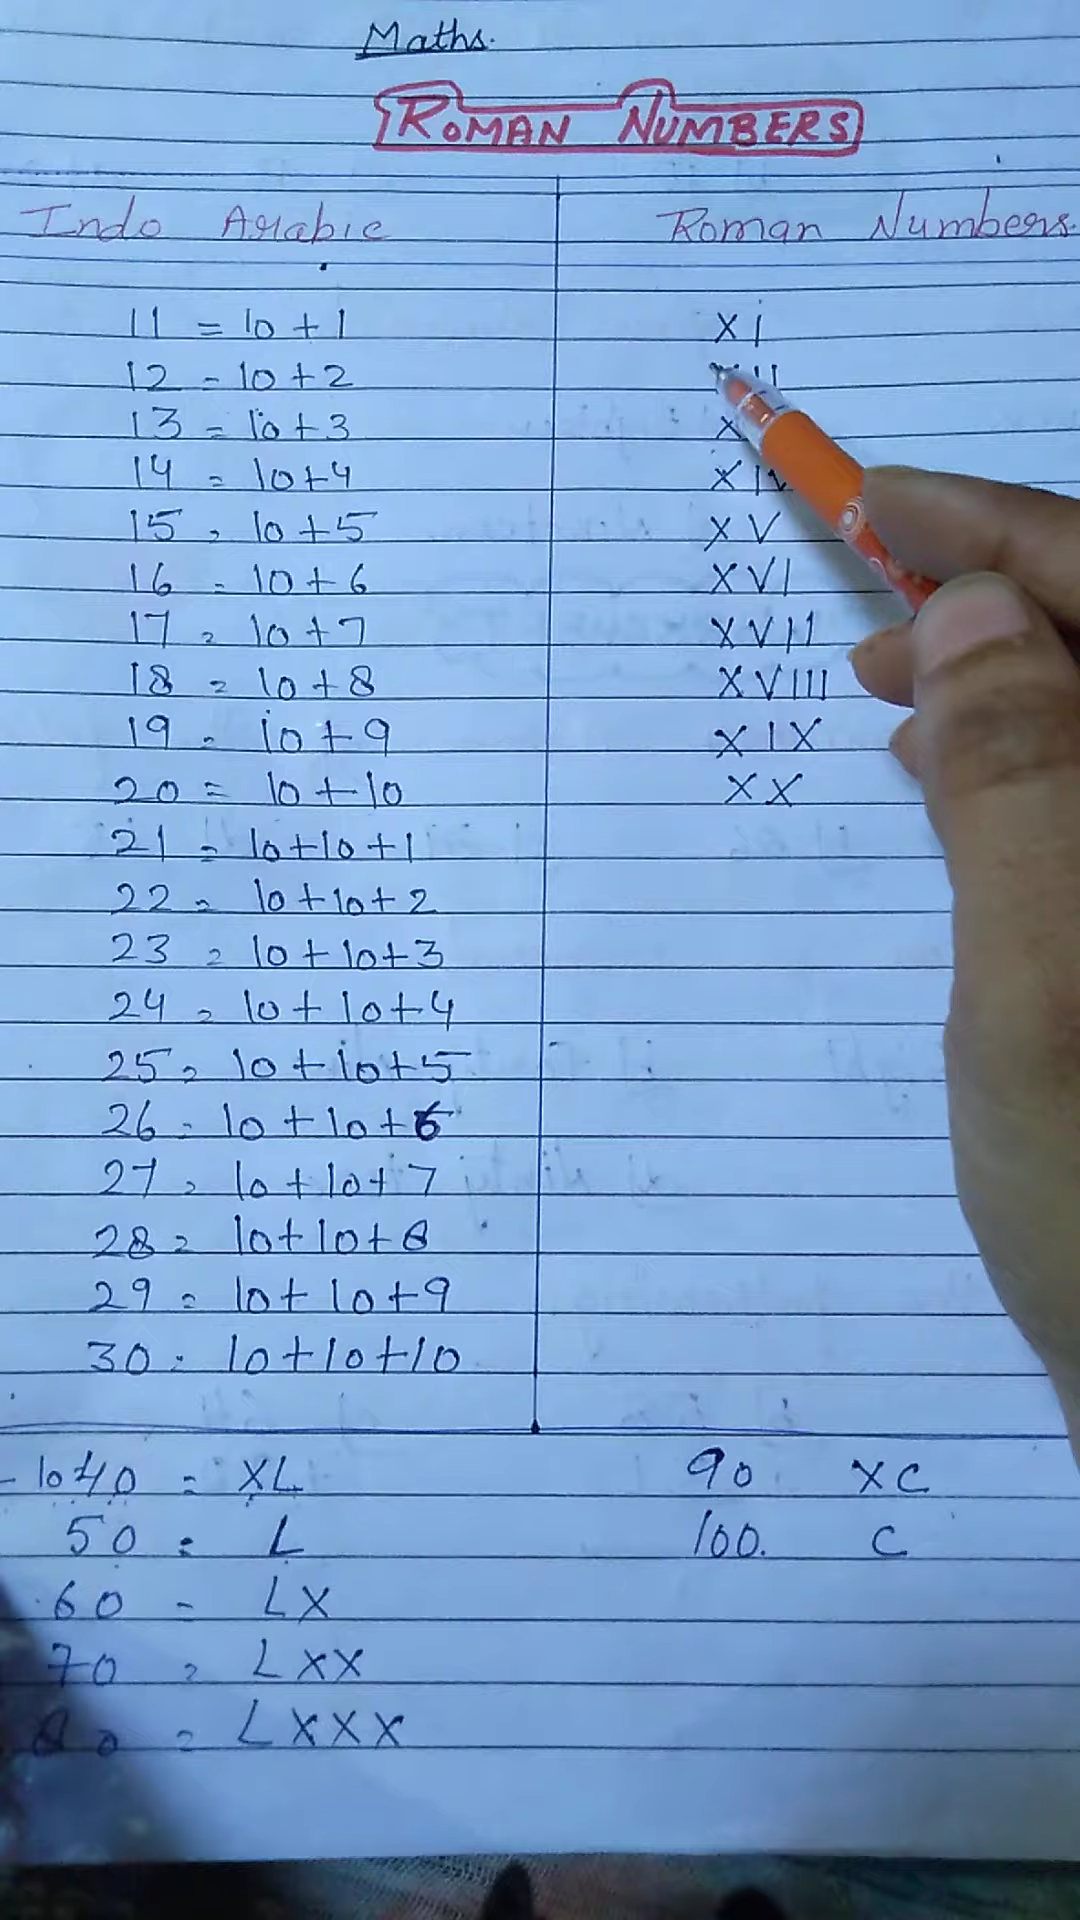 Maths.
ROMAN NUMBERS
Indo Arabic Roman Numbers.
11 = 10 + 1 XI
12 = 10 + 2 II
13 = 10 + 3 X
14 = 10 + 4 XIV
15 = 10 + 5 XV
16 = 10 + 6 XVI
17 = 10 + 7 XVII
18 = 10 + 8 XVIII
19 = 10 + 9 XIX
20 = 10 + 10 XX
21 = 10 + 10 + 1
22 = 10 + 10 + 2
23 = 10 + 10 + 3
24 = 10 + 10 + 4
25 = 10 + 10 + 5
26 = 10 + 10 + 6
27 = 10 + 10 + 7
28 = 10 + 10 + 8
29 = 10 + 10 + 9
30 = 10 + 10 + 10
-10 40 = XL 90 XC
50 = L 100. C
60 = LX
70 = LXX
80 = LXXX